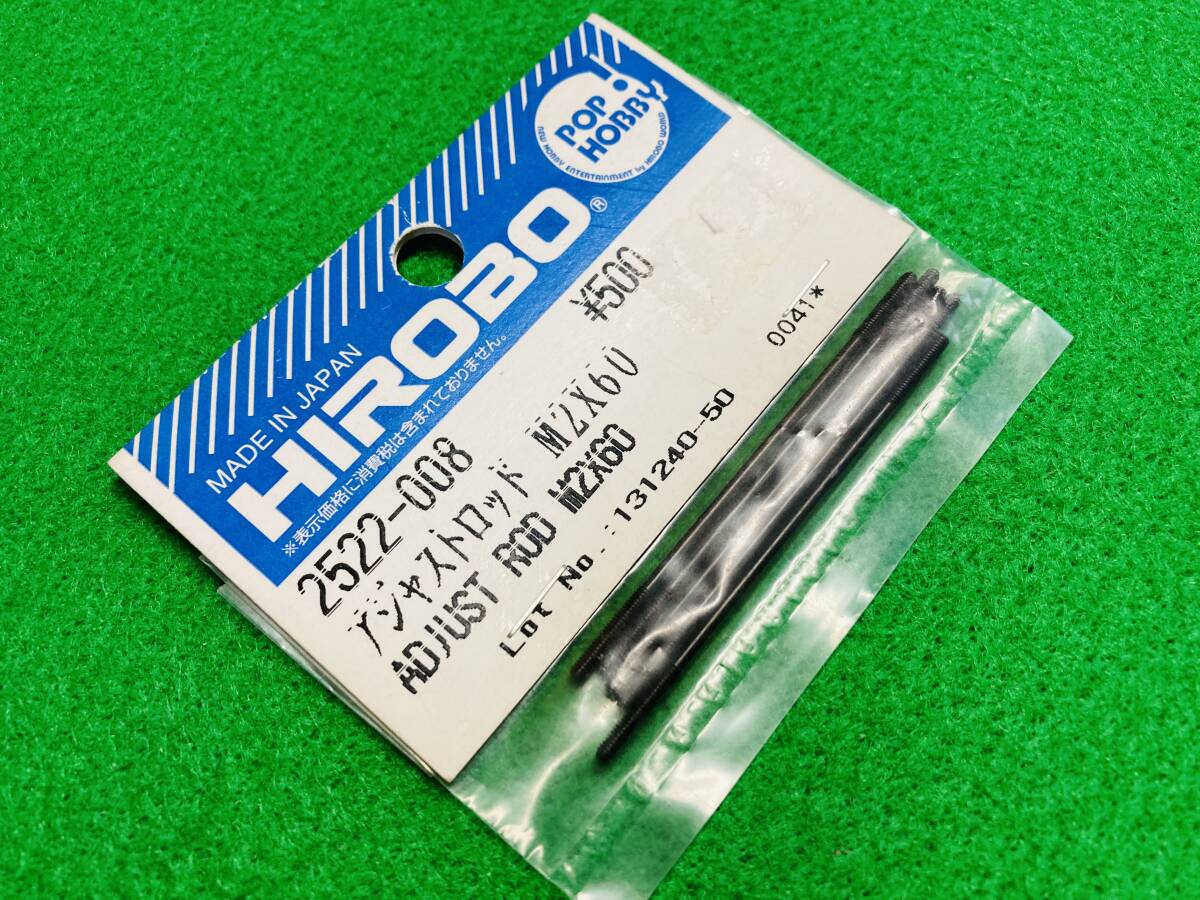 POP HOBBY!
new HOBBY ENTERTAINMENT by HIROBO WORLD
MADE IN JAPAN
HIROBO®
※表示価格に消費税は含まれておりません。
2522-008 ¥500
アジャストロッド M2X60
ADJUST ROD M2X60
Lot No.:131240-50 0041*